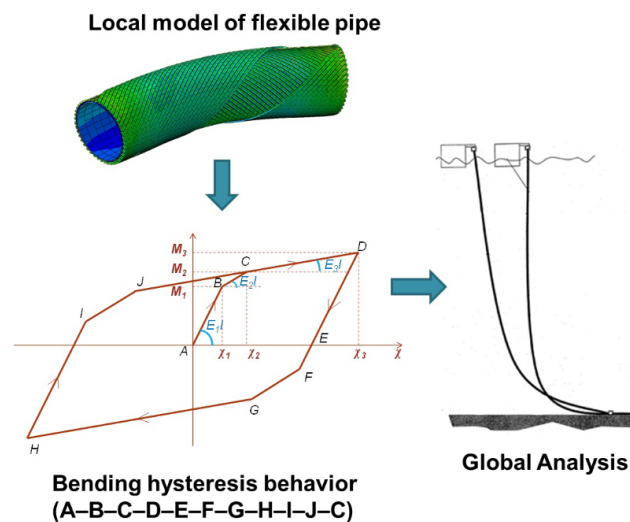 Local model of flexible pipe
M₃
D
M₂
C
E₃I
J
M₁
B
E₂I
I
E₁I
A
χ₁
χ₂
E
χ₃
χ
F
G
H
Bending hysteresis behavior
(A–B–C–D–E–F–G–H–I–J–C)
Global Analysis